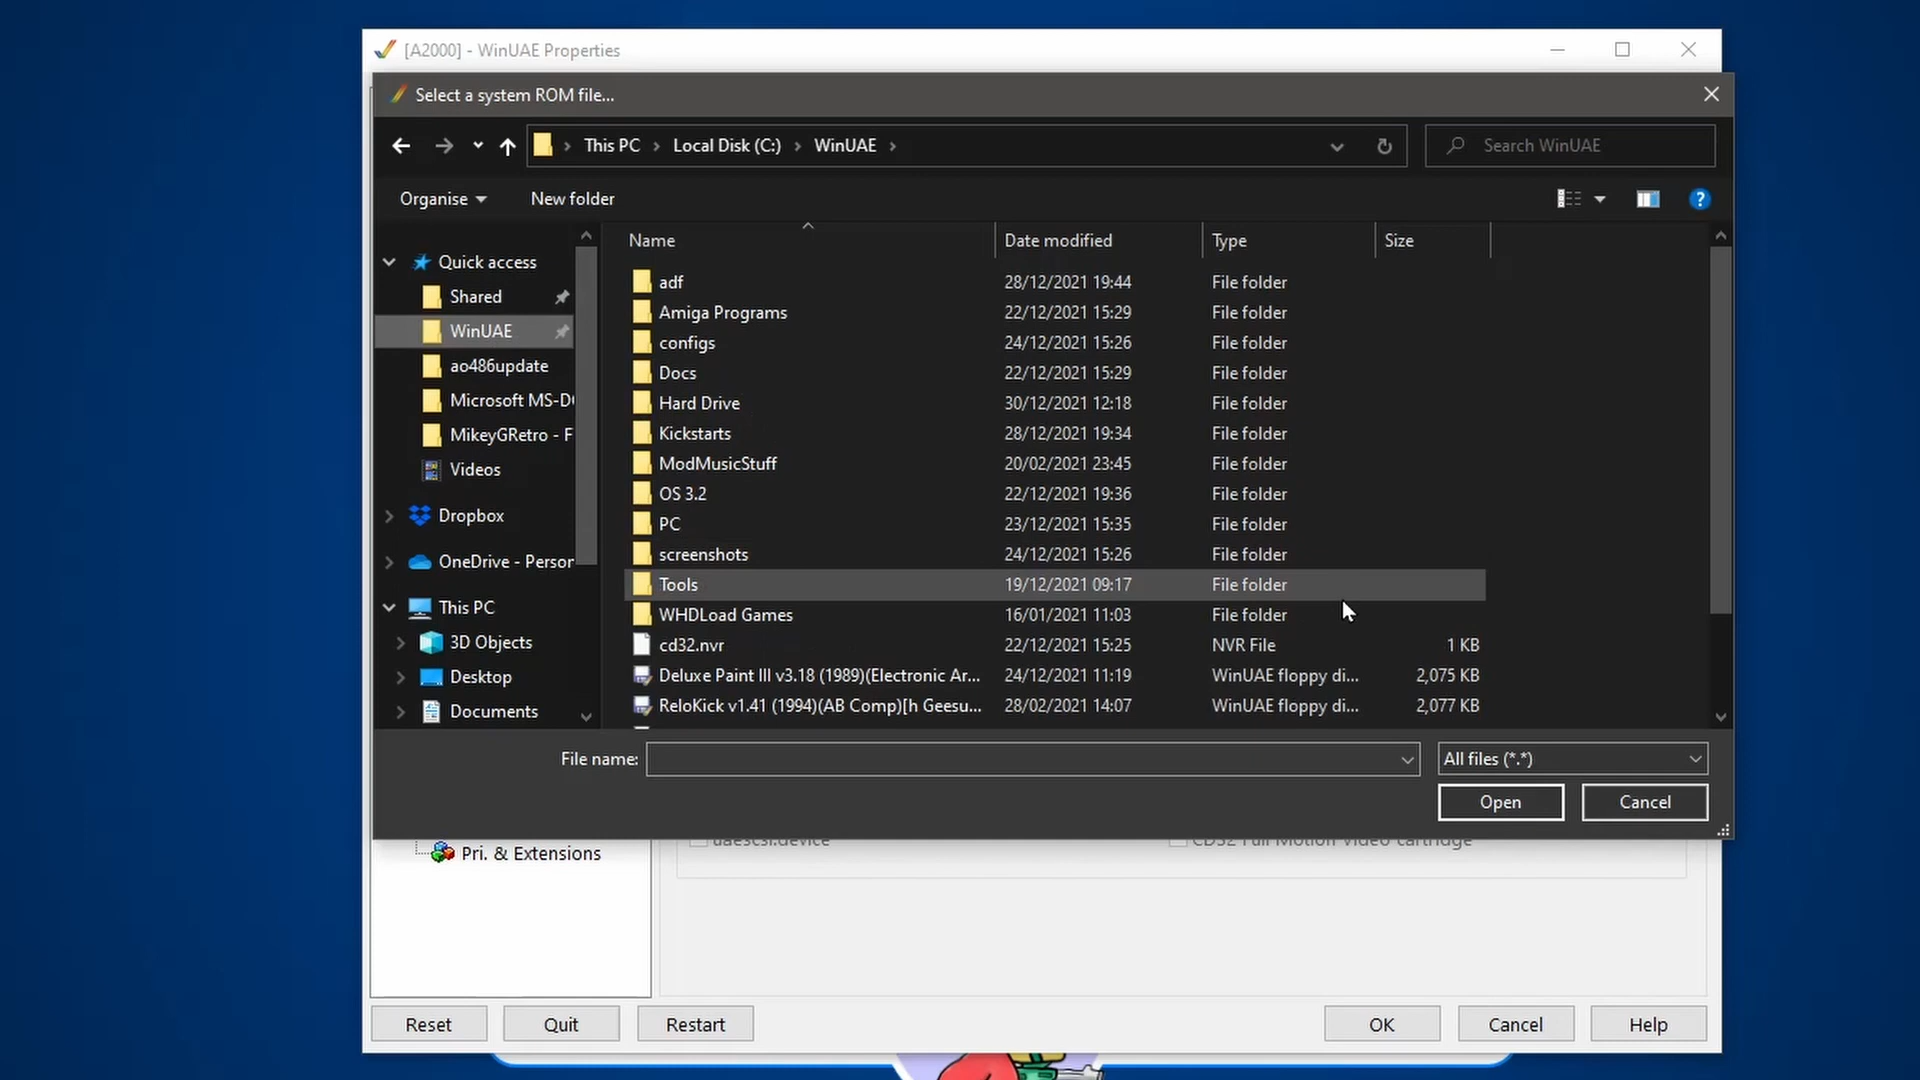 [A2000] - WinUAE Properties
Select a system ROM file...
This PC > Local Disk (C:) > WinUAE >
Search WinUAE
Organise
New folder
Name
Date modified
Type
Size
Quick access
Shared
WinUAE
ao486update
Microsoft MS-D
MikeyGRetro - F
Videos
Dropbox
OneDrive - Person
This PC
3D Objects
Desktop
Documents
adf 28/12/2021 19:44 File folder
Amiga Programs 22/12/2021 15:29 File folder
configs 24/12/2021 15:26 File folder
Docs 22/12/2021 15:29 File folder
Hard Drive 30/12/2021 12:18 File folder
Kickstarts 28/12/2021 19:34 File folder
ModMusicStuff 20/02/2021 23:45 File folder
OS 3.2 22/12/2021 19:36 File folder
PC 23/12/2021 15:35 File folder
screenshots 24/12/2021 15:26 File folder
Tools 19/12/2021 09:17 File folder
WHDLoad Games 16/01/2021 11:03 File folder
cd32.nvr 22/12/2021 15:25 NVR File 1 KB
Deluxe Paint III v3.18 (1989)(Electronic Ar... 24/12/2021 11:19 WinUAE floppy di... 2,075 KB
ReloKick v1.41 (1994)(AB Comp)[h Geesu... 28/02/2021 14:07 WinUAE floppy di... 2,077 KB
File name:
All files (*.*)
Open
Cancel
uaescsi.device
CD32 Full Motion Video cartridge
Pri. & Extensions
Reset
Quit
Restart
OK
Cancel
Help